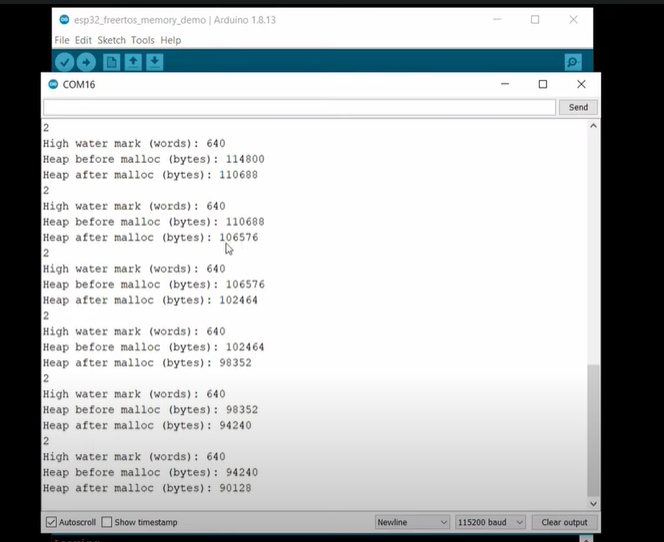 esp32_freertos_memory_demo | Arduino 1.8.13
File Edit Sketch Tools Help
COM16
Send
2
High water mark (words): 640
Heap before malloc (bytes): 114800
Heap after malloc (bytes): 110688
2
High water mark (words): 640
Heap before malloc (bytes): 110688
Heap after malloc (bytes): 106576
2
High water mark (words): 640
Heap before malloc (bytes): 106576
Heap after malloc (bytes): 102464
2
High water mark (words): 640
Heap before malloc (bytes): 102464
Heap after malloc (bytes): 98352
2
High water mark (words): 640
Heap before malloc (bytes): 98352
Heap after malloc (bytes): 94240
2
High water mark (words): 640
Heap before malloc (bytes): 94240
Heap after malloc (bytes): 90128
Autoscroll Show timestamp Newline 115200 baud Clear output